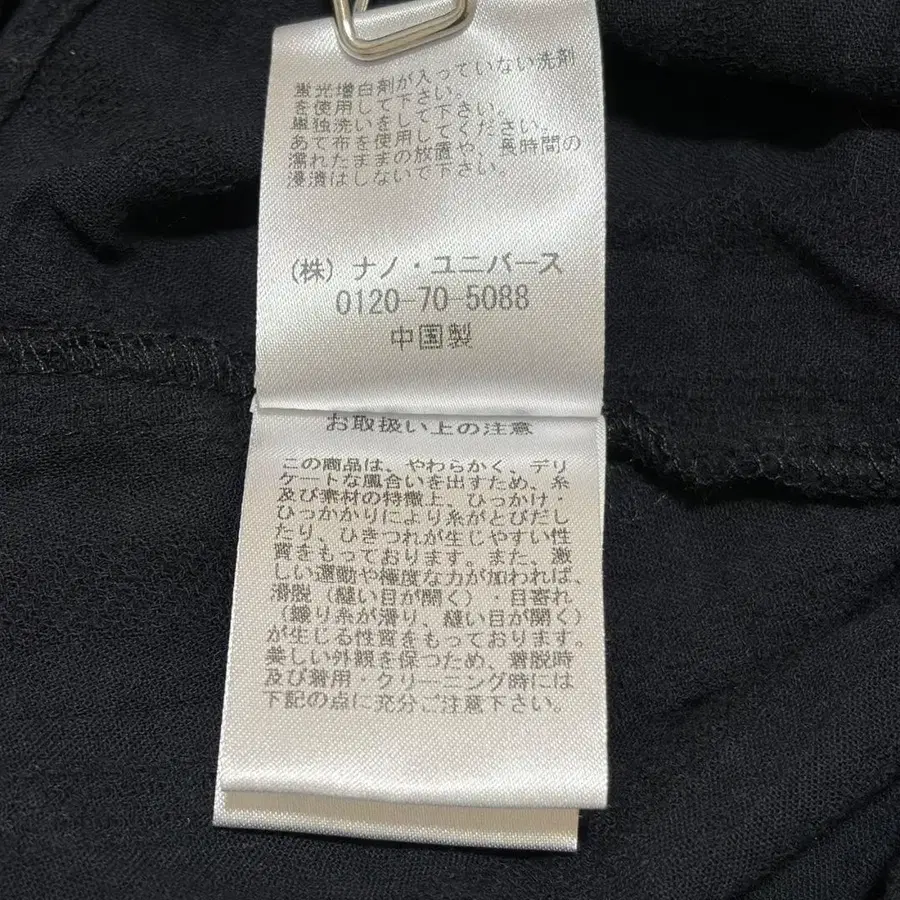 蛍光増白剤が入っていない洗剤
を使用して下さい。
単独洗いをして下さい。
あて布を使用してください。
濡れたままの放置や、長時間の
浸漬はしないで下さい。
(株) ナノ・ユニバース
0120-70-5088
中国製
お取扱い上の注意
この商品は、やわらかく、デリ
ケートな風合いを出すため、糸
及び素材の特徴上、ひっかけ・
ひっかかりにより糸がとびだし
たり、ひきつれが生じやすい性
質をもっております。また、激
しい運動や極度な力が加われば、
滑脱（縫い目が開く）・目寄れ
（織り糸が滑り、縫い目が開く）
が生じる性質をもっております。
美しい外観を保つため、着脱時
及び着用・クリーニング時には
下記の点に充分ご注意下さい。